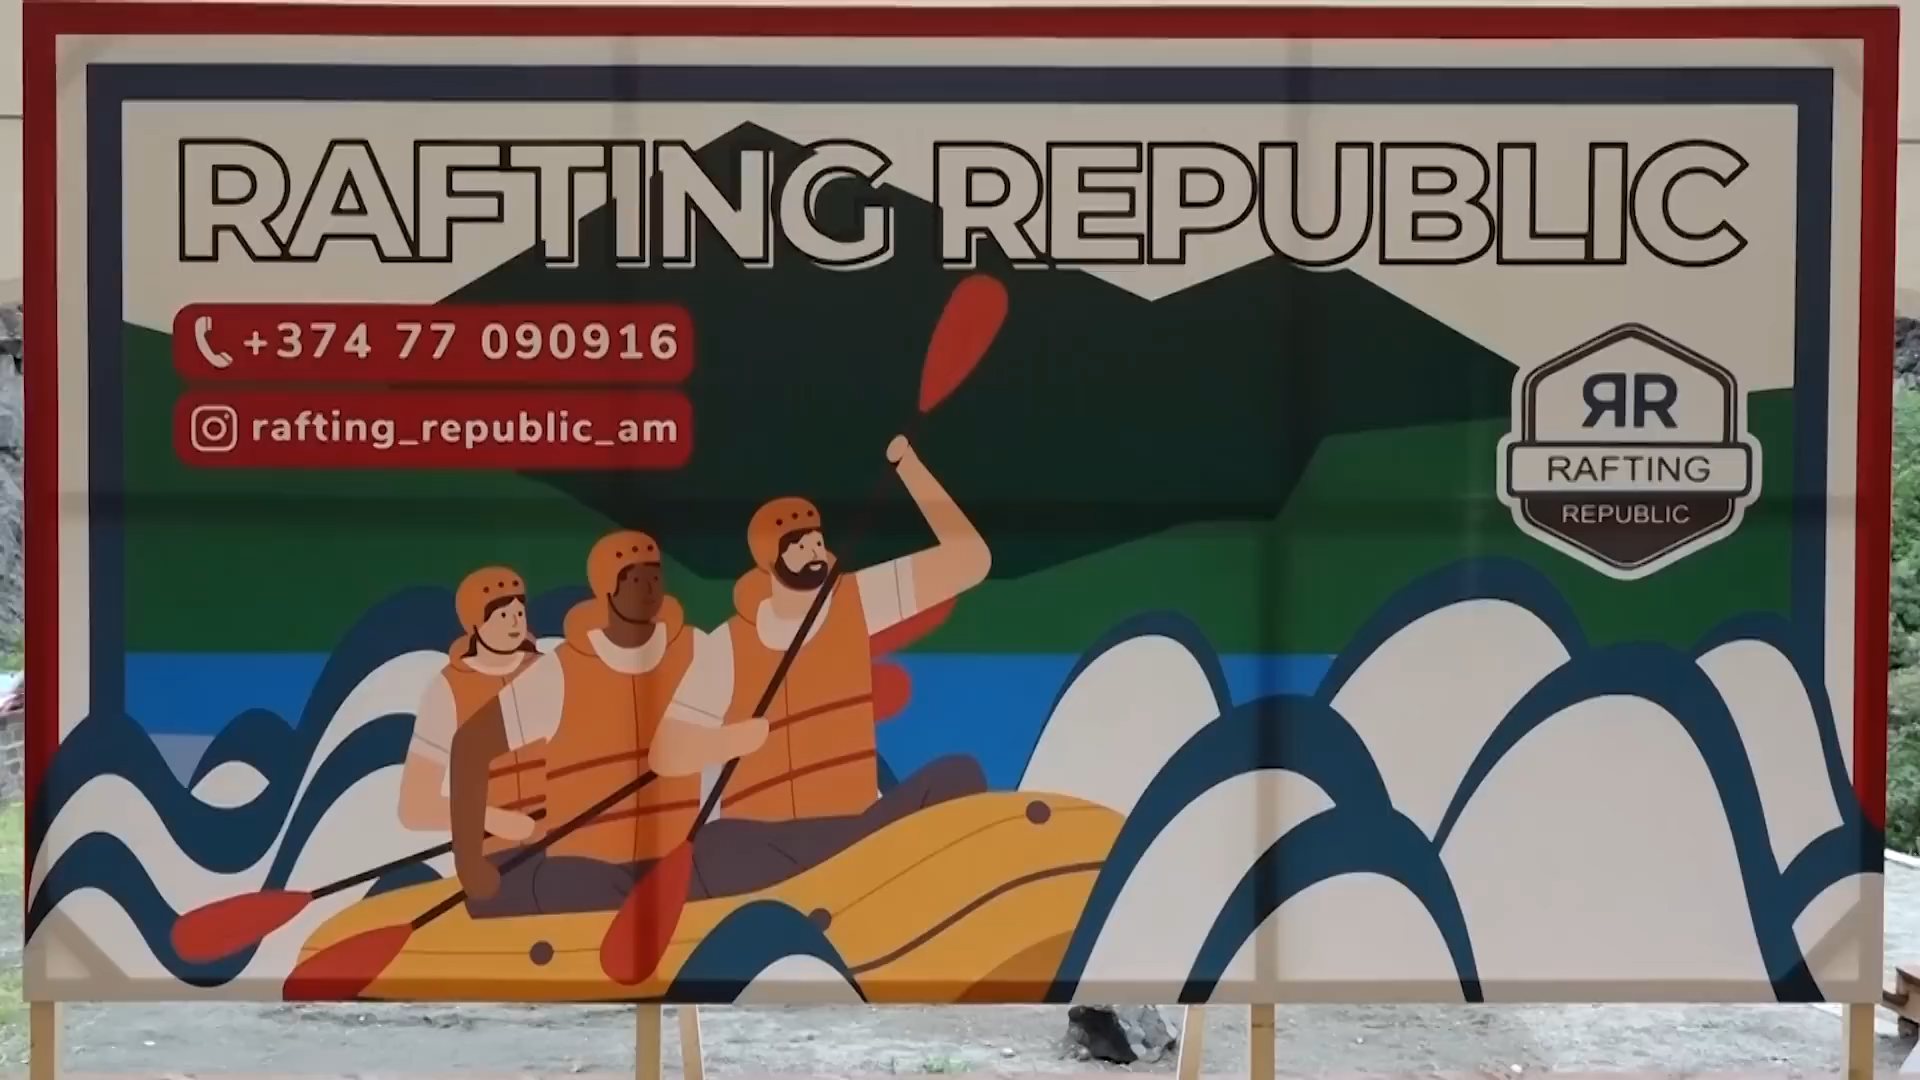 RAFTING REPUBLIC
+374 77 090916
rafting_republic_am
ЯR
RAFTING
REPUBLIC